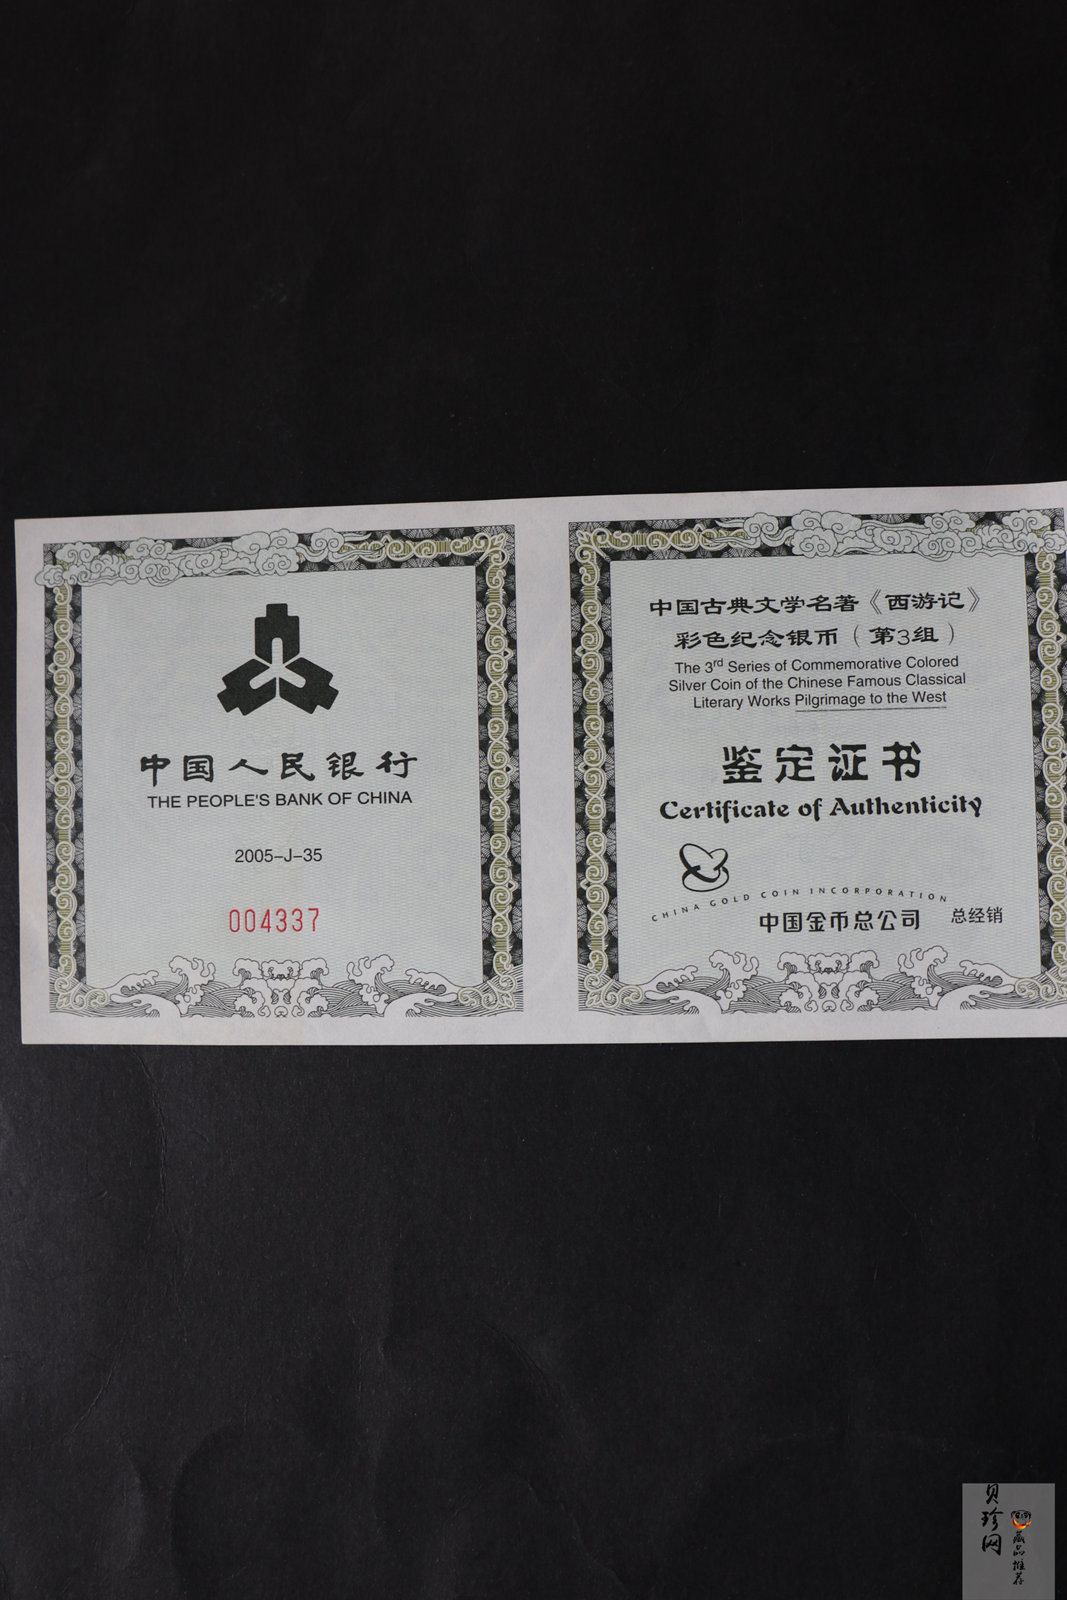 中国人民银行
THE PEOPLE'S BANK OF CHINA
2005-J-35
004337
中国古典文学名著《西游记》
彩色纪念银币（第3组）
The 3rd Series of Commemorative Colored
Silver Coin of the Chinese Famous Classical
Literary Works Pilgrimage to the West
鉴定证书
Certificate of Authenticity
CHINA GOLD COIN INCORPORATION
中国金币总公司 总经销
贝珍网
藏品推荐